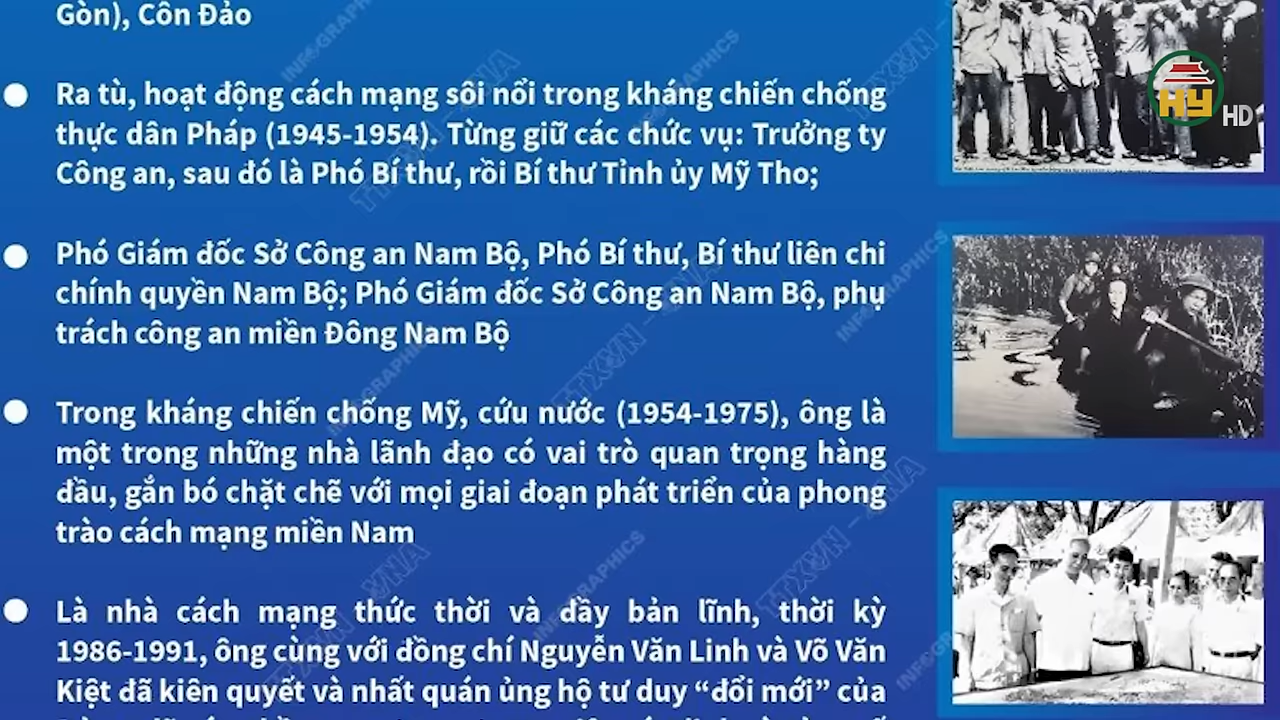 Gòn), Côn Đảo
Ra tù, hoạt động cách mạng sôi nổi trong kháng chiến chống
thực dân Pháp (1945-1954). Từng giữ các chức vụ: Trưởng ty
Công an, sau đó là Phó Bí thư, rồi Bí thư Tỉnh ủy Mỹ Tho;
Phó Giám đốc Sở Công an Nam Bộ, Phó Bí thư, Bí thư liên chi
chính quyền Nam Bộ; Phó Giám đốc Sở Công an Nam Bộ, phụ
trách công an miền Đông Nam Bộ
Trong kháng chiến chống Mỹ, cứu nước (1954-1975), ông là
một trong những nhà lãnh đạo có vai trò quan trọng hàng
đầu, gắn bó chặt chẽ với mọi giai đoạn phát triển của phong
trào cách mạng miền Nam
Là nhà cách mạng thức thời và đầy bản lĩnh, thời kỳ
1986-1991, ông cùng với đồng chí Nguyễn Văn Linh và Võ Văn
Kiệt đã kiên quyết và nhất quán ủng hộ tư duy “đổi mới” của
HY HD